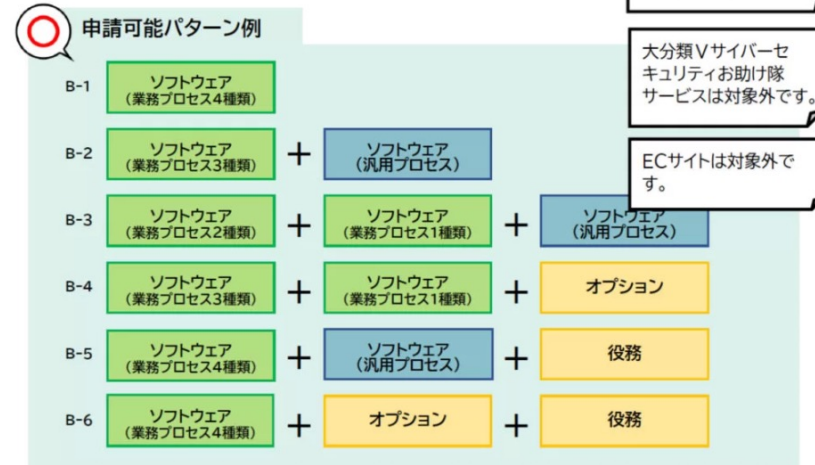 申請可能パターン例
大分類Ⅴサイバーセ
キュリティお助け隊
サービスは対象外です。
ECサイトは対象外で
す。
B-1
ソフトウェア
(業務プロセス4種類)
B-2
ソフトウェア
(業務プロセス3種類)
+
ソフトウェア
(汎用プロセス)
B-3
ソフトウェア
(業務プロセス2種類)
+
ソフトウェア
(業務プロセス1種類)
+
ソフトウェア
(汎用プロセス)
B-4
ソフトウェア
(業務プロセス3種類)
+
ソフトウェア
(業務プロセス1種類)
+
オプション
B-5
ソフトウェア
(業務プロセス4種類)
+
ソフトウェア
(汎用プロセス)
+
役務
B-6
ソフトウェア
(業務プロセス4種類)
+
オプション
+
役務